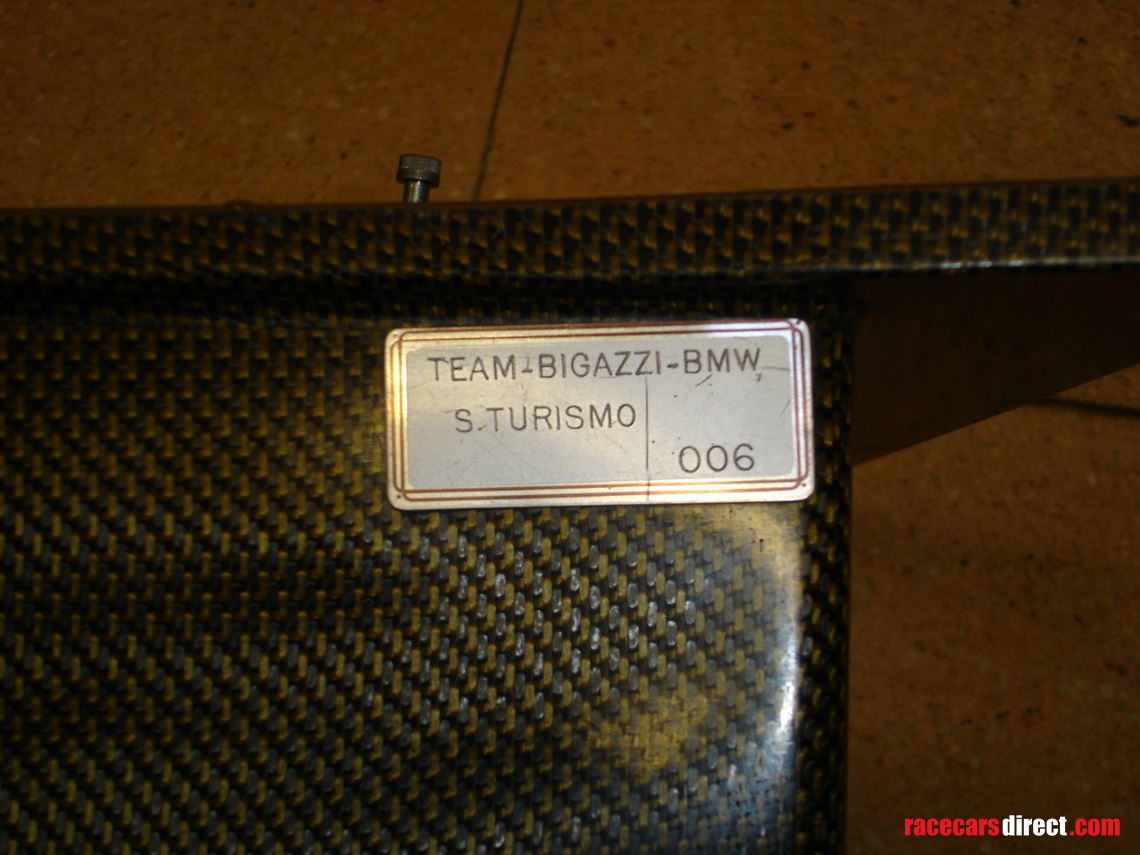 TEAM-BIGAZZI-BMW
S.TURISMO
006
racecarsdirect.com